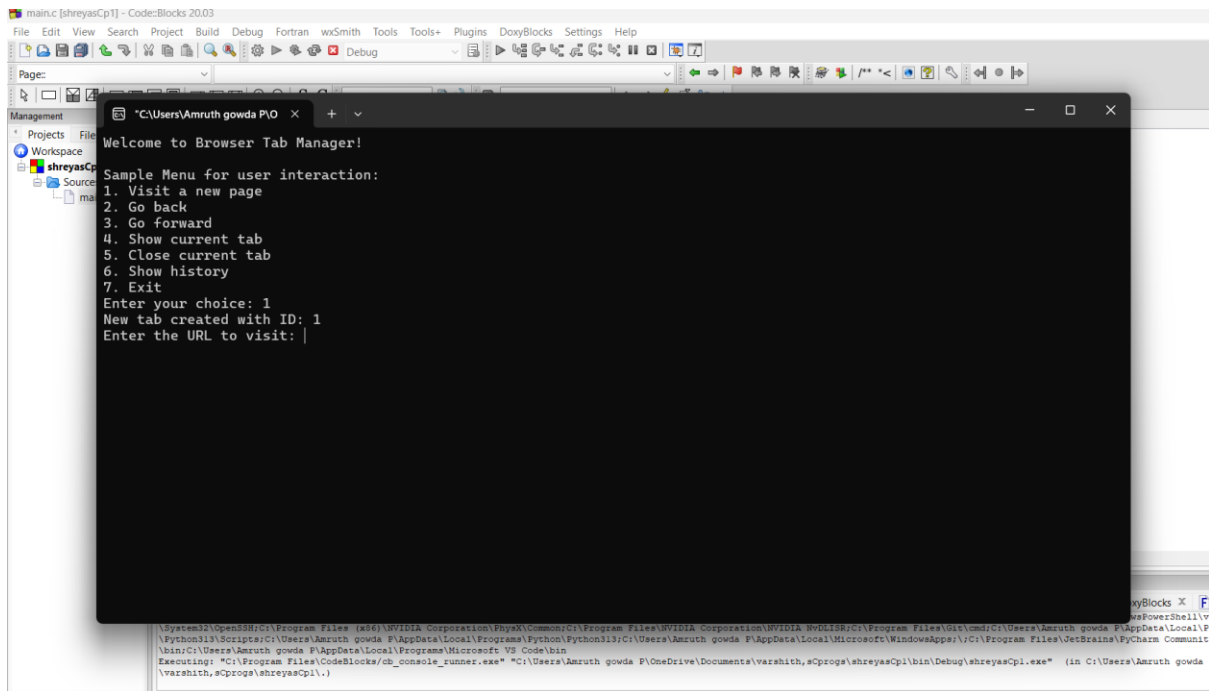 main.c [shreyasCp1] - Code::Blocks 20.03
File Edit View Search Project Build Debug Fortran wxSmith Tools Tools+ Plugins DoxyBlocks Settings Help
Debug
Page::
/** *<
Management
Projects File
Workspace
shreyasCp
Source
ma
"C:\Users\Amruth gowda P\O
Welcome to Browser Tab Manager!
Sample Menu for user interaction:
1. Visit a new page
2. Go back
3. Go forward
4. Show current tab
5. Close current tab
6. Show history
7. Exit
Enter your choice: 1
New tab created with ID: 1
Enter the URL to visit:
xyBlocks
wsPowerShell\v
\System32\OpenSSH;C:\Program Files (x86)\NVIDIA Corporation\PhysX\Common;C:\Program Files\NVIDIA Corporation\NVIDIA NvDLISR;C:\Program Files\Git\cmd;C:\Users\Amruth gowda P\AppData\Local\P
\Python313\Scripts;C:\Users\Amruth gowda P\AppData\Local\Programs\Python\Python313;C:\Users\Amruth gowda P\AppData\Local\Microsoft\WindowsApps;\;C:\Program Files\JetBrains\PyCharm Communit
\bin;C:\Users\Amruth gowda P\AppData\Local\Programs\Microsoft VS Code\bin
Executing: "C:\Program Files\CodeBlocks/cb_console_runner.exe" "C:\Users\Amruth gowda P\OneDrive\Documents\varshith,sCprogs\shreyasCp1\bin\Debug\shreyasCp1.exe" (in C:\Users\Amruth gowda
\varshith,sCprogs\shreyasCp1\.)